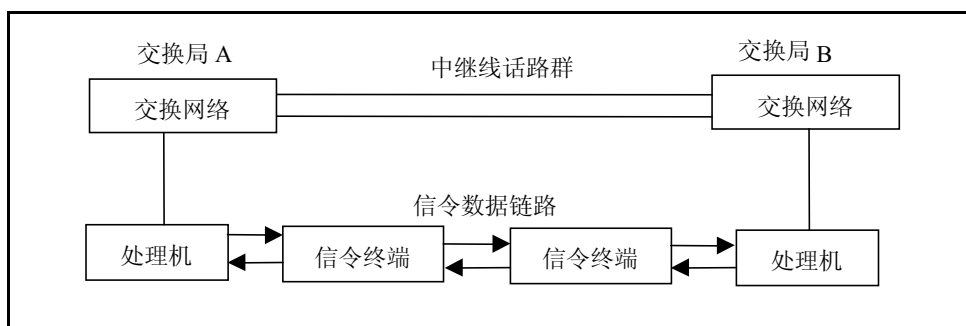 交换局 A
交换局 B
中继线话路群
交换网络
交换网络
信令数据链路
处理机
信令终端
信令终端
处理机